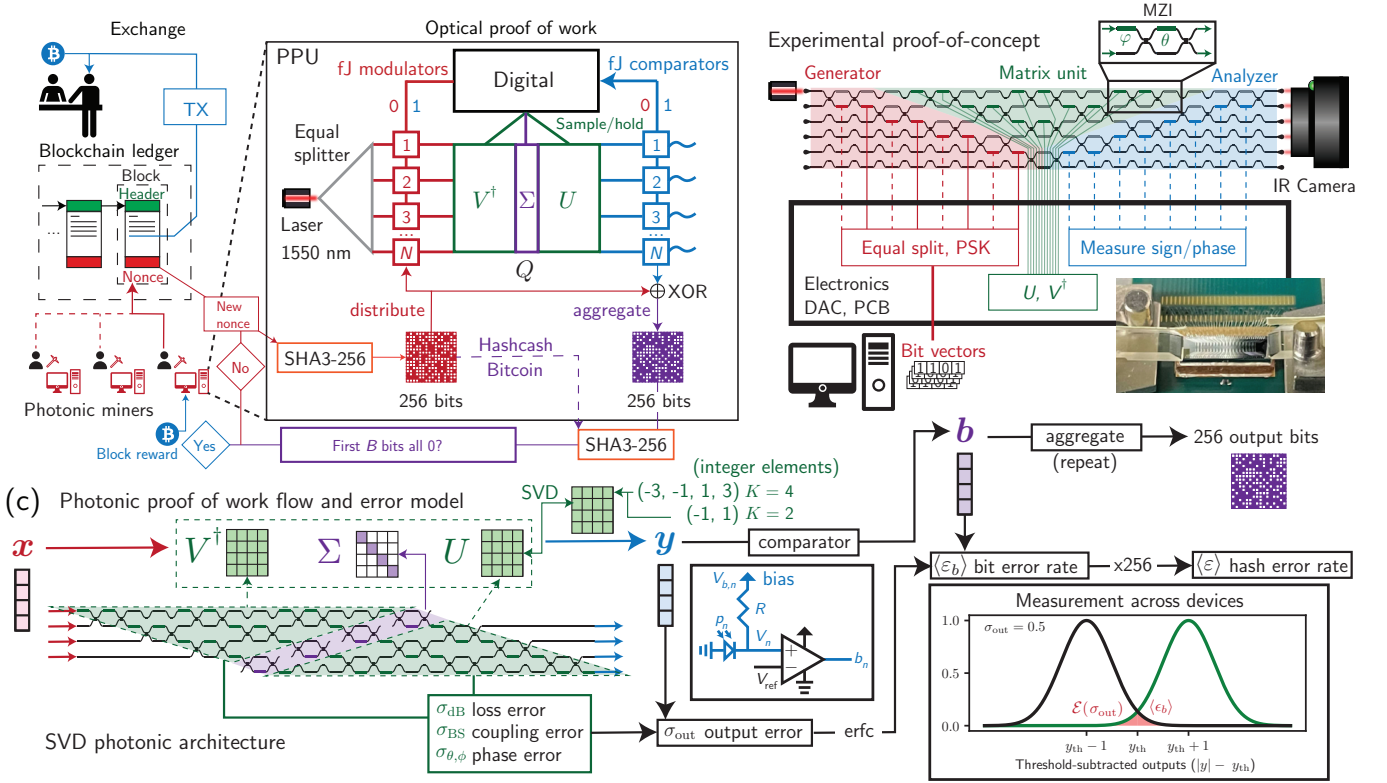 Exchange
TX
Blockchain ledger
Block
Header
...
Nonce
New
nonce
No
Photonic miners
Block reward
Yes
Optical proof of work
PPU
fJ modulators
Digital
fJ comparators
0 1
0 1
Sample/hold
Equal
splitter
Laser
1550 nm
1
2
3
...
N
V† Σ U
Q
1
2
3
...
N
XOR
distribute
aggregate
SHA3-256
Hashcash
Bitcoin
256 bits
256 bits
First B bits all 0?
SHA3-256
Experimental proof-of-concept
MZI
φ θ
Generator
Matrix unit
Analyzer
IR Camera
Equal split, PSK
Measure sign/phase
U, V†
Electronics
DAC, PCB
Bit vectors
1 1 0 1
(c) Photonic proof of work flow and error model
x
V† Σ U
SVD
(integer elements)
(-3, -1, 1, 3) K = 4
(-1, 1) K = 2
y
comparator
b
aggregate
(repeat)
256 output bits
⟨ε_b⟩ bit error rate
x256
⟨ε⟩ hash error rate
V_{b,n} bias
R
p_n
V_n
+
−
V_ref
b_n
SVD photonic architecture
σ_dB loss error
σ_BS coupling error
σ_{θ,ϕ} phase error
σ_out output error
erfc
Measurement across devices
σ_out = 0.5
1.0
0.5
0.0
ℰ(σ_out)
⟨ϵ_b⟩
y_th − 1
y_th
y_th + 1
Threshold-subtracted outputs (|y| − y_th)